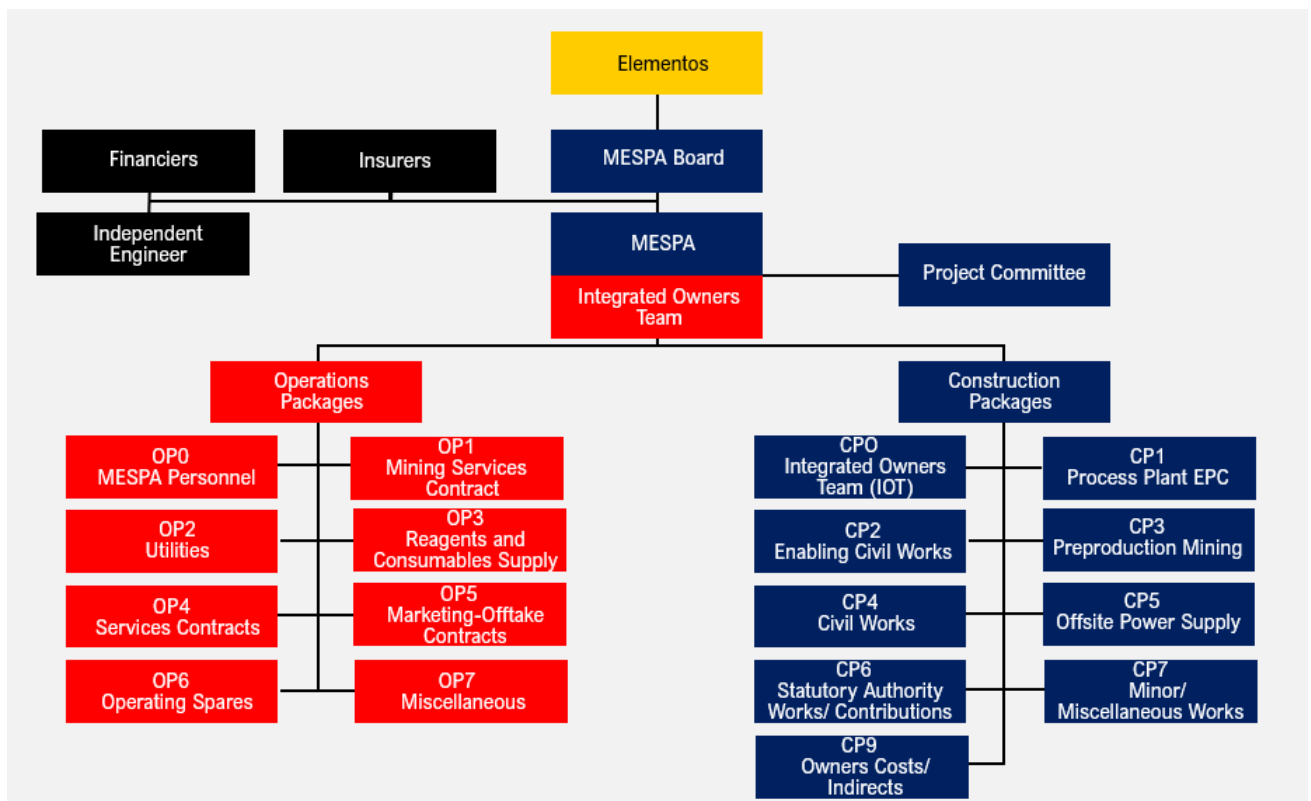 Elementos
Financiers
Insurers
MESPA Board
Independent
Engineer
MESPA
Project Committee
Integrated Owners
Team
Operations
Packages
Construction
Packages
OP0
MESPA Personnel
OP1
Mining Services
Contract
OP2
Utilities
OP3
Reagents and
Consumables Supply
OP4
Services Contracts
OP5
Marketing-Offtake
Contracts
OP6
Operating Spares
OP7
Miscellaneous
CPO
Integrated Owners
Team (IOT)
CP1
Process Plant EPC
CP2
Enabling Civil Works
CP3
Preproduction Mining
CP4
Civil Works
CP5
Offsite Power Supply
CP6
Statutory Authority
Works/ Contributions
CP7
Minor/
Miscellaneous Works
CP9
Owners Costs/
Indirects